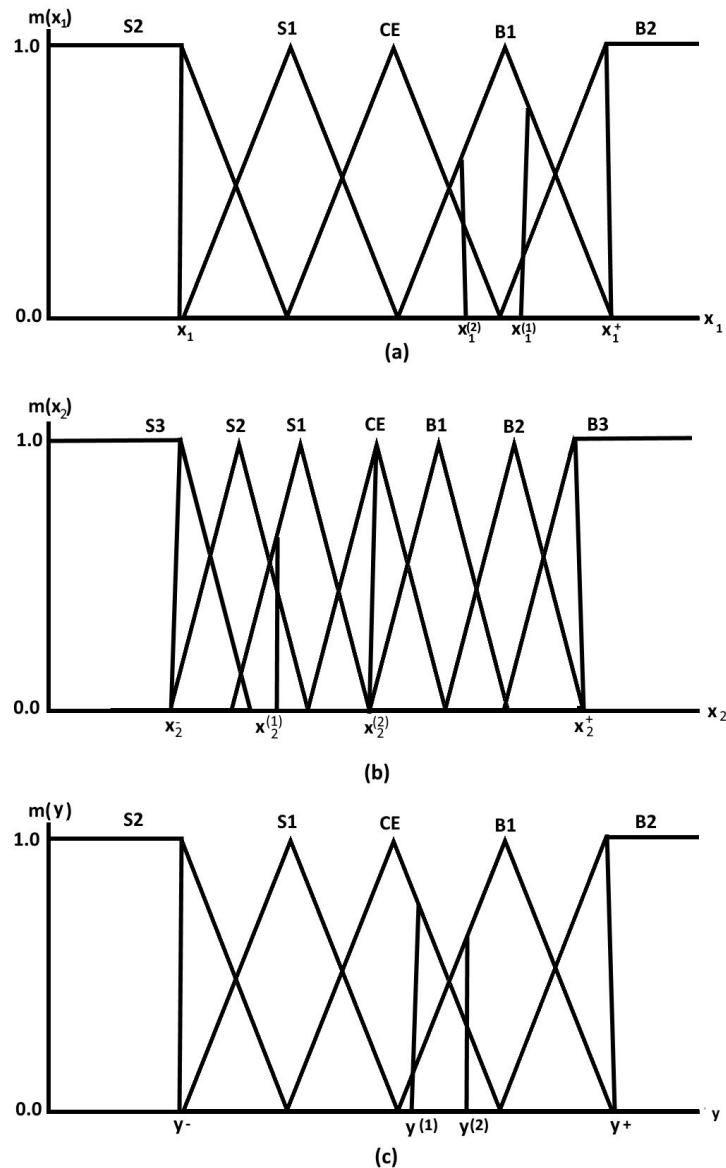 m(x₁)
S2 S1 CE B1 B2
1.0
0.0
x₁ x₁⁽²⁾ x₁⁽¹⁾ x₁⁺ x₁
(a)
m(x₂)
S3 S2 S1 CE B1 B2 B3
1.0
0.0
x₂⁻ x₂⁽¹⁾ x₂⁽²⁾ x₂⁺ x₂
(b)
m(y)
S2 S1 CE B1 B2
1.0
0.0
y⁻ y⁽¹⁾ y⁽²⁾ y⁺ y
(c)